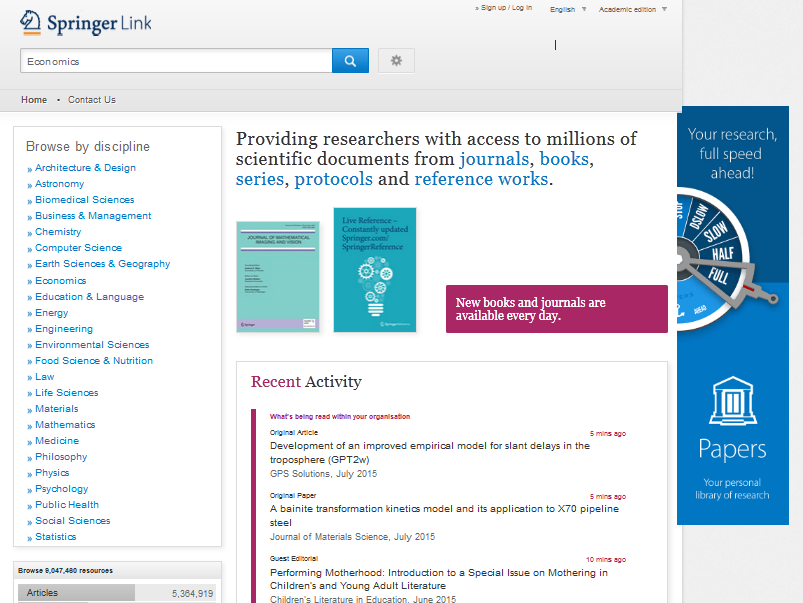 » Sign up / Log In English Academic edition
Springer Link
Economics
Home • Contact Us
Browse by discipline
» Architecture & Design
» Astronomy
» Biomedical Sciences
» Business & Management
» Chemistry
» Computer Science
» Earth Sciences & Geography
» Economics
» Education & Language
» Energy
» Engineering
» Environmental Sciences
» Food Science & Nutrition
» Law
» Life Sciences
» Materials
» Mathematics
» Medicine
» Philosophy
» Physics
» Psychology
» Public Health
» Social Sciences
» Statistics
Browse 9,047,460 resources
Articles 5,364,919
Providing researchers with access to millions of
scientific documents from journals, books,
series, protocols and reference works.
JOURNAL OF MATHEMATICAL
IMAGING AND VISION
Springer
Live Reference –
Constantly updated
Springer.com/
SpringerReference
New books and journals are
available every day.
Recent Activity
What's being read within your organisation
Original Article 5 mins ago
Development of an improved empirical model for slant delays in the
troposphere (GPT2w)
GPS Solutions, July 2015
Original Paper 5 mins ago
A bainite transformation kinetics model and its application to X70 pipeline
steel
Journal of Materials Science, July 2015
Guest Editorial 10 mins ago
Performing Motherhood: Introduction to a Special Issue on Mothering in
Children's and Young Adult Literature
Children's Literature in Education, June 2015
Your research,
full speed
ahead!
STOP
DSLOW
SLOW
HALF
FULL
AHEAD
Papers
Your personal
library of research